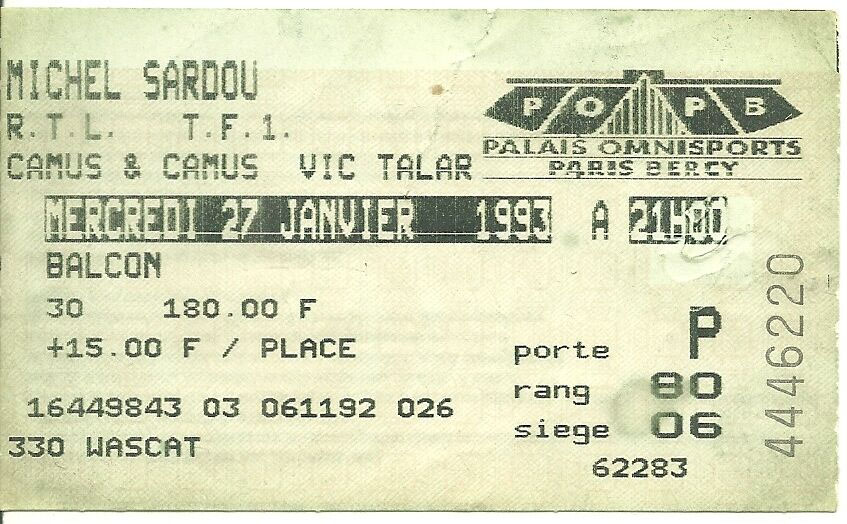 MICHEL SARDOU
R.T.L. T.F.1.
CAMUS & CAMUS VIC TALAR
POPB
PALAIS OMNISPORTS
PARIS BERCY
MERCREDI 27 JANVIER 1993 A 21H00
BALCON
30 180.00 F
+15.00 F / PLACE
porte P
rang 80
siege 06
16449843 03 061192 026
330 WASCAT
62283
4446220